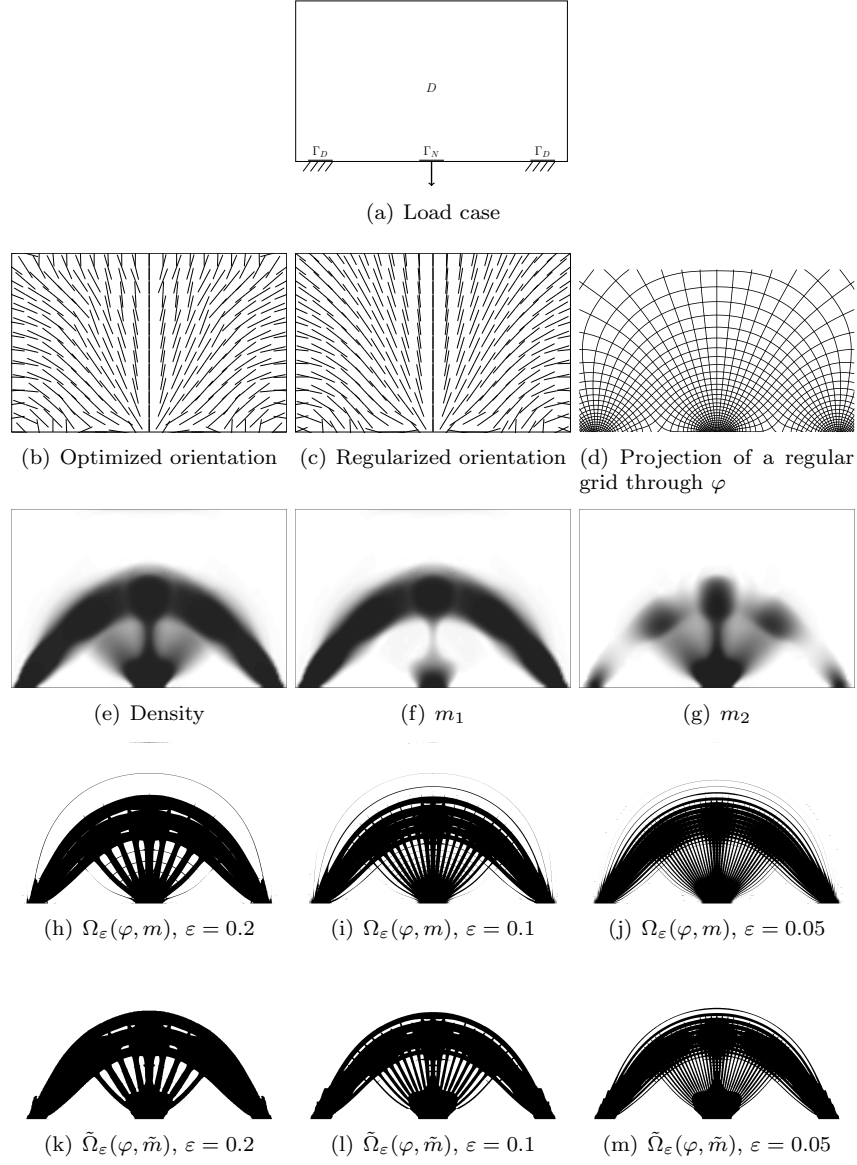 D
Γ_D
Γ_N
Γ_D
(a) Load case
(b) Optimized orientation
(c) Regularized orientation
(d) Projection of a regular
grid through φ
(e) Density
(f) m_1
(g) m_2
(h) Ω_ε(φ, m), ε = 0.2
(i) Ω_ε(φ, m), ε = 0.1
(j) Ω_ε(φ, m), ε = 0.05
(k) Ω̃_ε(φ, m̃), ε = 0.2
(l) Ω̃_ε(φ, m̃), ε = 0.1
(m) Ω̃_ε(φ, m̃), ε = 0.05